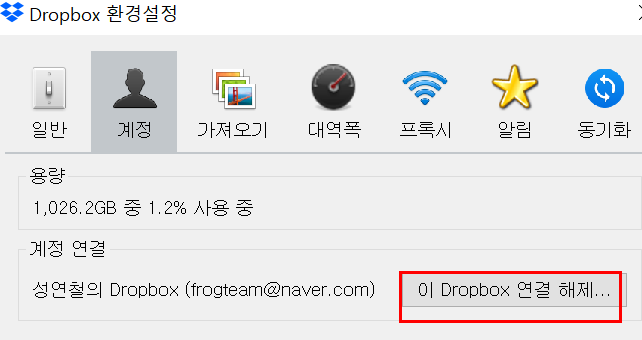 Dropbox 환경설정
일반 계정 가져오기 대역폭 프록시 알림 동기화
용량
1,026.2GB 중 1.2% 사용 중
계정 연결
성연철의 Dropbox (frogteam@naver.com) 이 Dropbox 연결 해제...